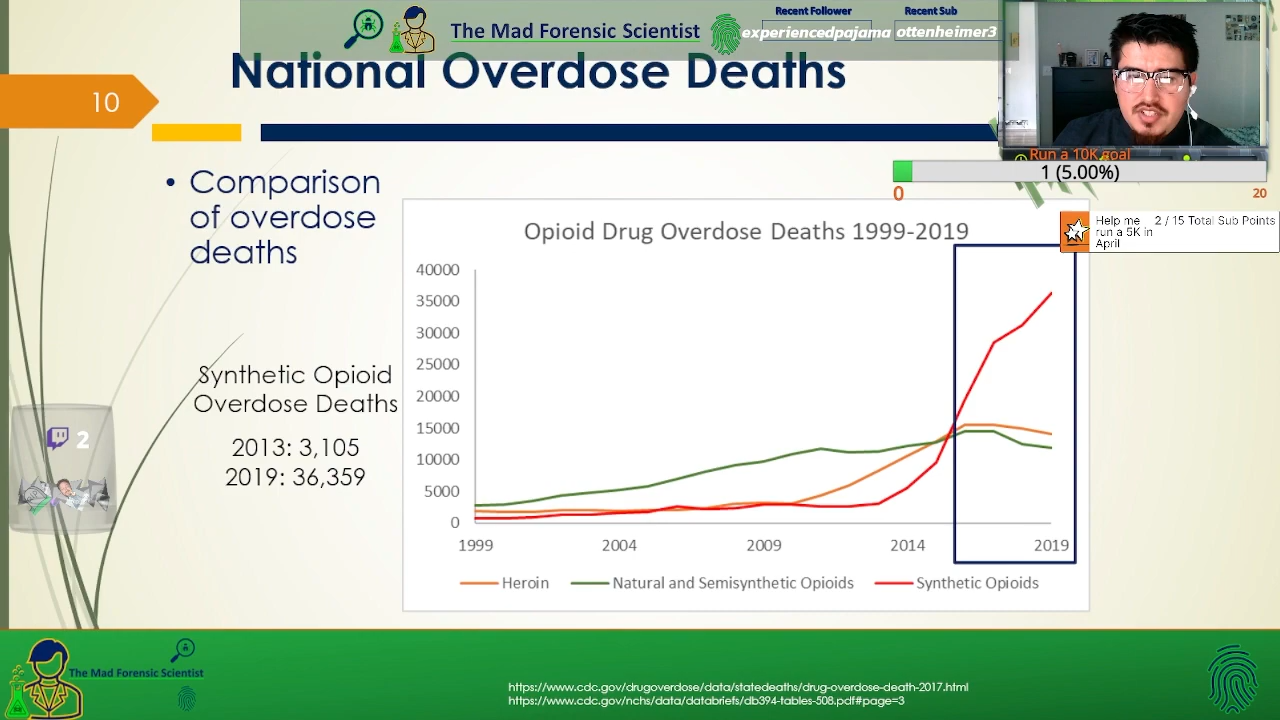 The Mad Forensic Scientist
Recent Follower
experiencedpajama
Recent Sub
ottenheimer3
National Overdose Deaths
10
Run a 10K goal
1 (5.00%)
0
20
Help me
run a 5K in
April
2 / 15 Total Sub Points
• Comparison
of overdose
deaths
Synthetic Opioid
Overdose Deaths
2013: 3,105
2019: 36,359
2
Opioid Drug Overdose Deaths 1999-2019
40000
35000
30000
25000
20000
15000
10000
5000
0
1999 2004 2009 2014 2019
Heroin Natural and Semisynthetic Opioids Synthetic Opioids
The Mad Forensic Scientist
https://www.cdc.gov/drugoverdose/data/statedeaths/drug-overdose-death-2017.html
https://www.cdc.gov/nchs/data/databriefs/db394-tables-508.pdf#page=3